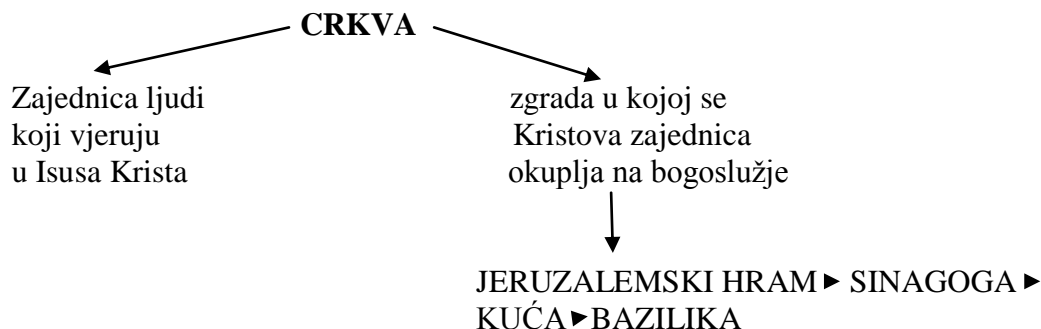 CRKVA
Zajednica ljudi
koji vjeruju
u Isusa Krista
zgrada u kojoj se
Kristova zajednica
okuplja na bogoslužje
JERUZALEMSKI HRAM ► SINAGOGA ►
KUĆA ► BAZILIKA